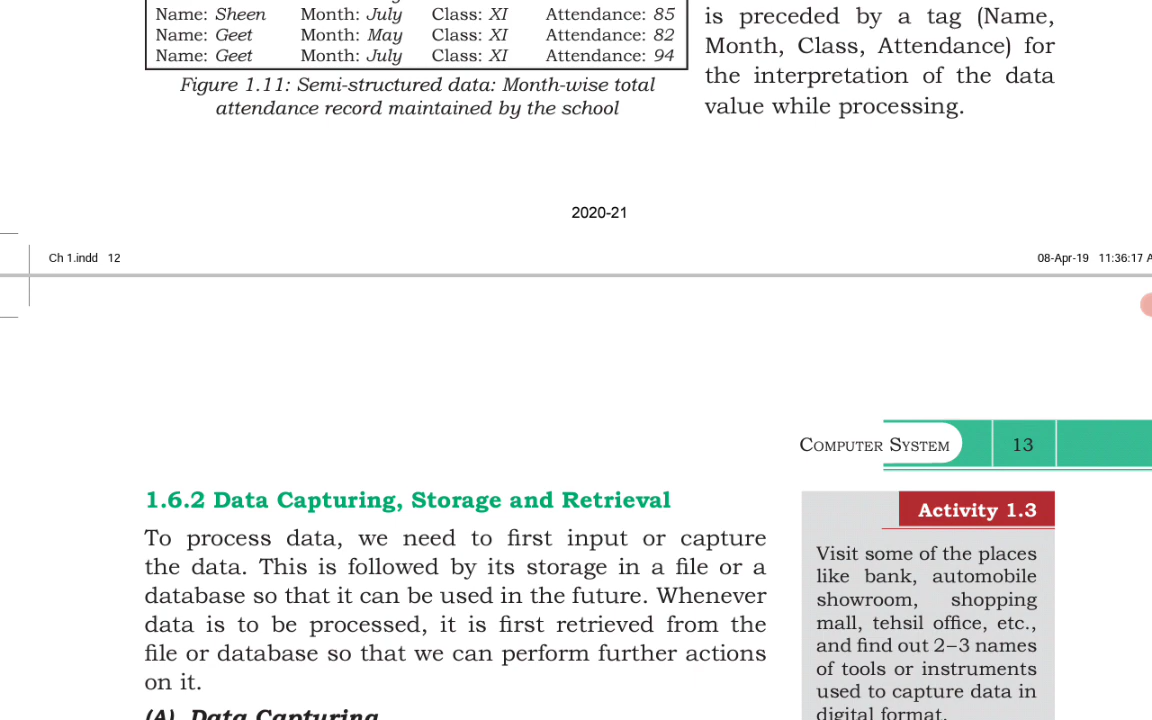 Name: Sheen Month: July Class: XI Attendance: 85
Name: Geet Month: May Class: XI Attendance: 82
Name: Geet Month: July Class: XI Attendance: 94
Figure 1.11: Semi-structured data: Month-wise total
attendance record maintained by the school
is preceded by a tag (Name,
Month, Class, Attendance) for
the interpretation of the data
value while processing.
2020-21
Ch 1.indd 12
08-Apr-19 11:36:17 A
COMPUTER SYSTEM 13
1.6.2 Data Capturing, Storage and Retrieval
To process data, we need to first input or capture
the data. This is followed by its storage in a file or a
database so that it can be used in the future. Whenever
data is to be processed, it is first retrieved from the
file or database so that we can perform further actions
on it.
(A) Data Capturing
Activity 1.3
Visit some of the places
like bank, automobile
showroom, shopping
mall, tehsil office, etc.,
and find out 2–3 names
of tools or instruments
used to capture data in
digital format.